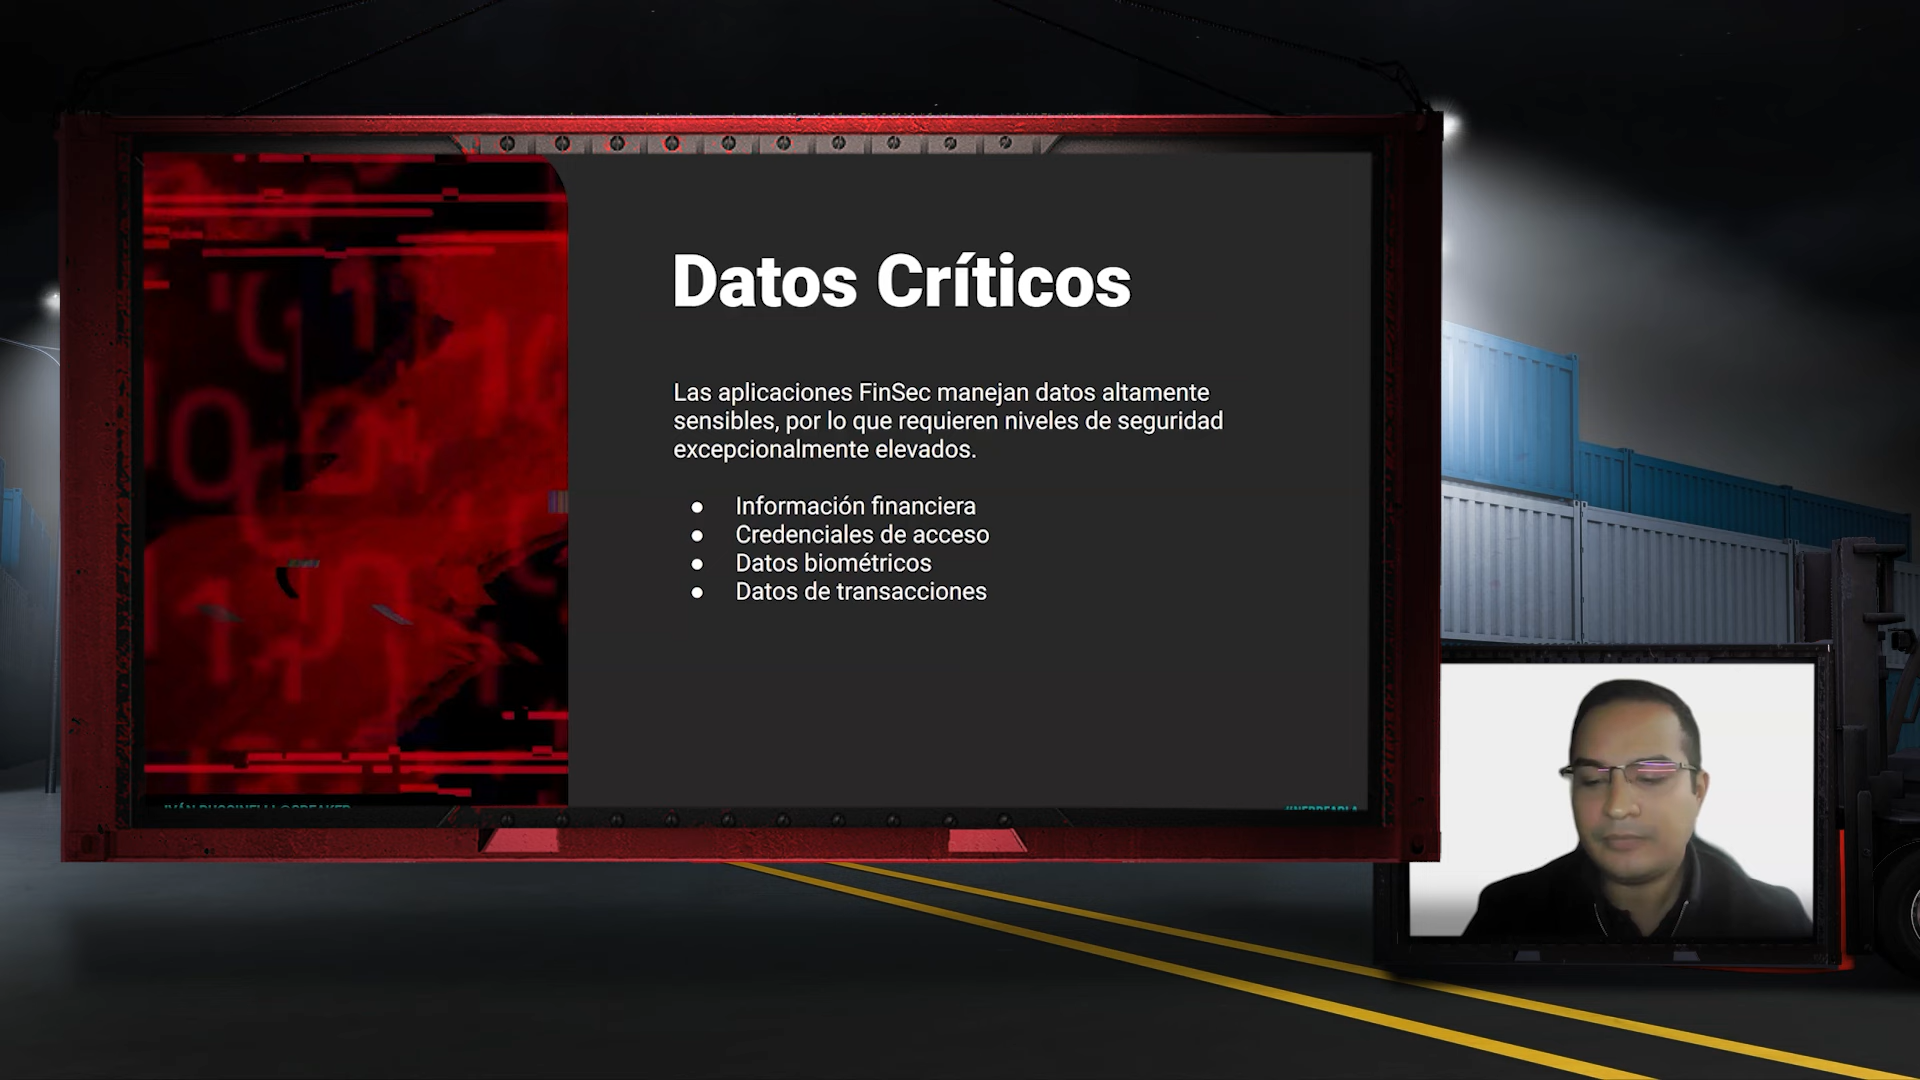 Datos Críticos
Las aplicaciones FinSec manejan datos altamente
sensibles, por lo que requieren niveles de seguridad
excepcionalmente elevados.
● Información financiera
● Credenciales de acceso
● Datos biométricos
● Datos de transacciones